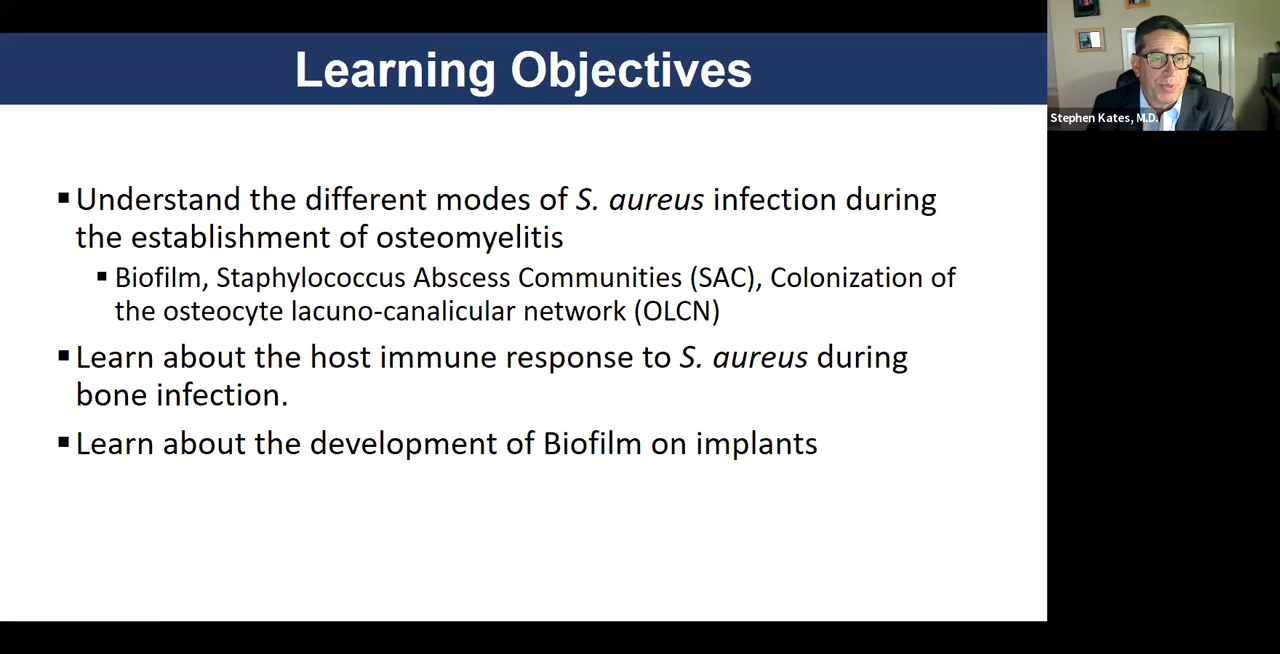 Learning Objectives
Stephen Kates, M.D.
▪Understand the different modes of S. aureus infection during
the establishment of osteomyelitis
▪Biofilm, Staphylococcus Abscess Communities (SAC), Colonization of
the osteocyte lacuno-canalicular network (OLCN)
▪Learn about the host immune response to S. aureus during
bone infection.
▪Learn about the development of Biofilm on implants